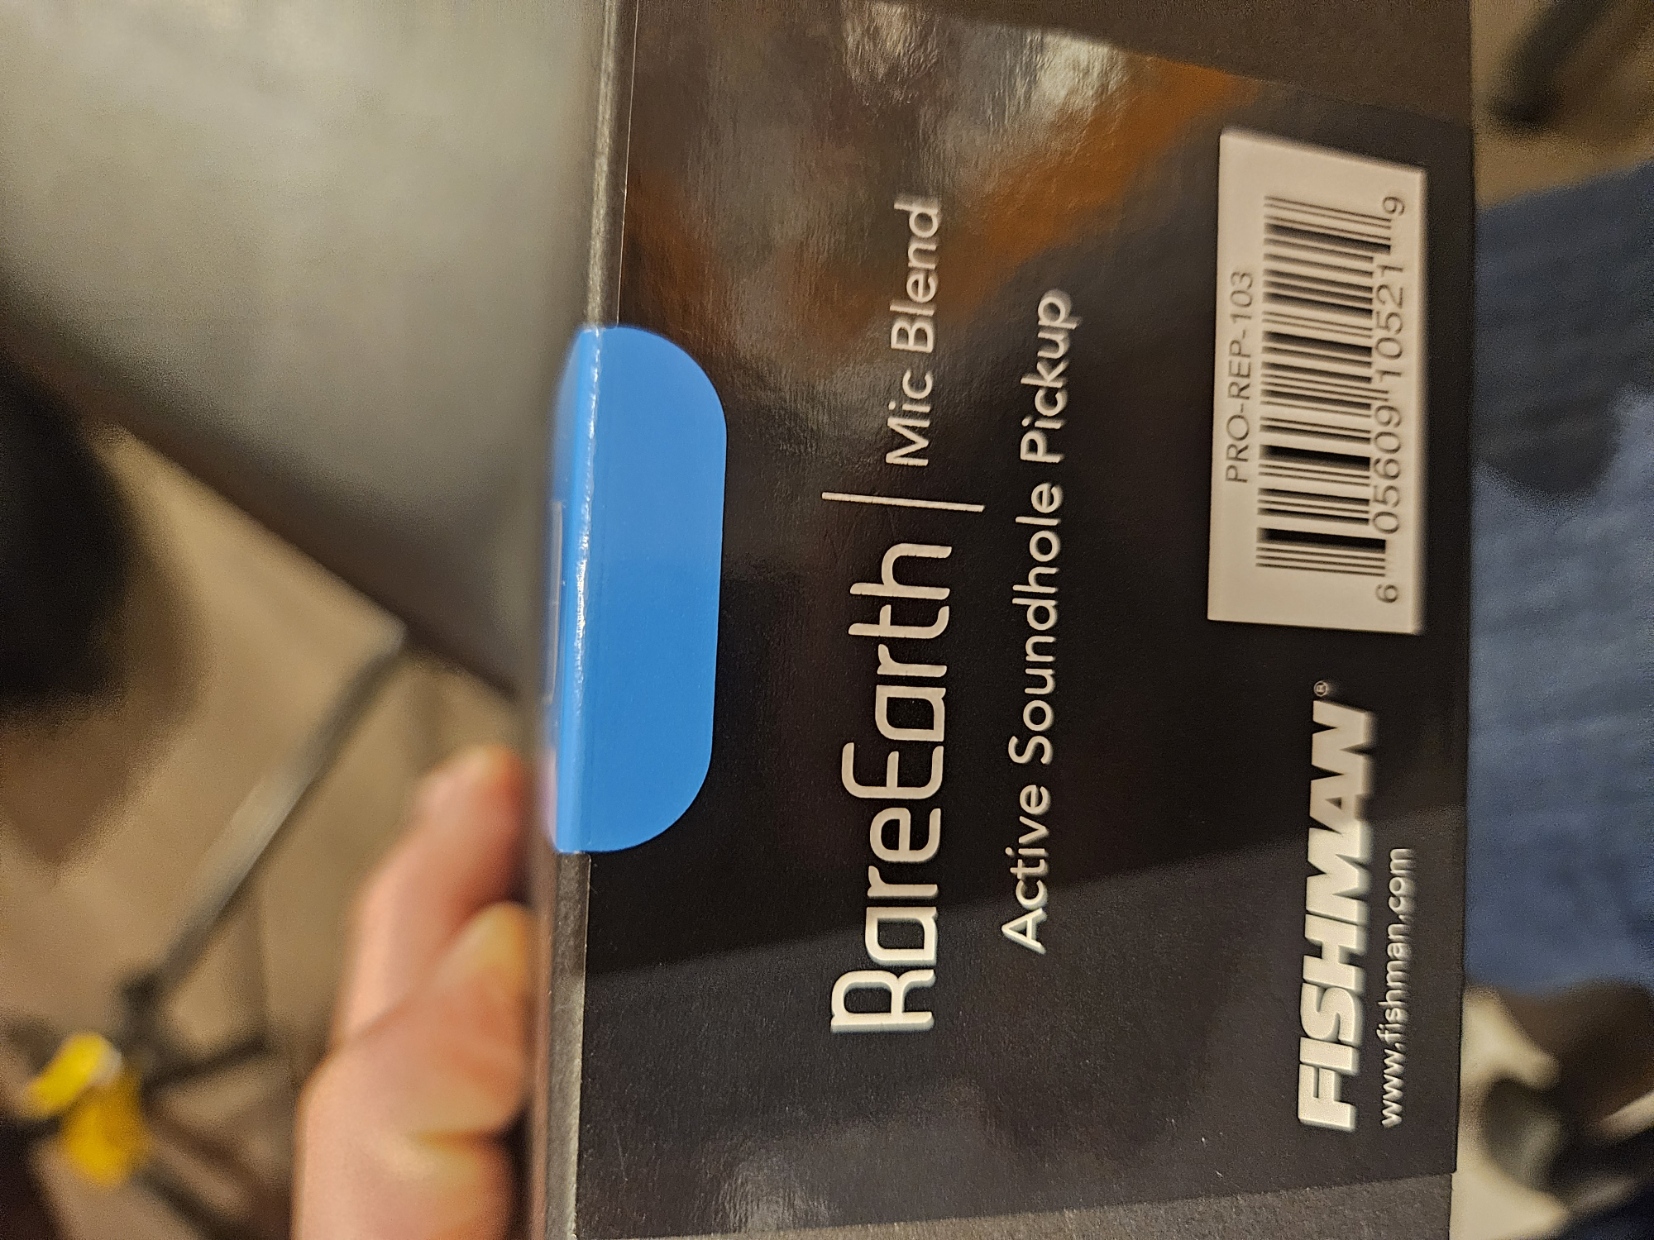 RareEarth | Mic Blend
Active Soundhole Pickup
FISHMAN®
www.fishman.com
PRO-REP-103
6 05609 10521 9